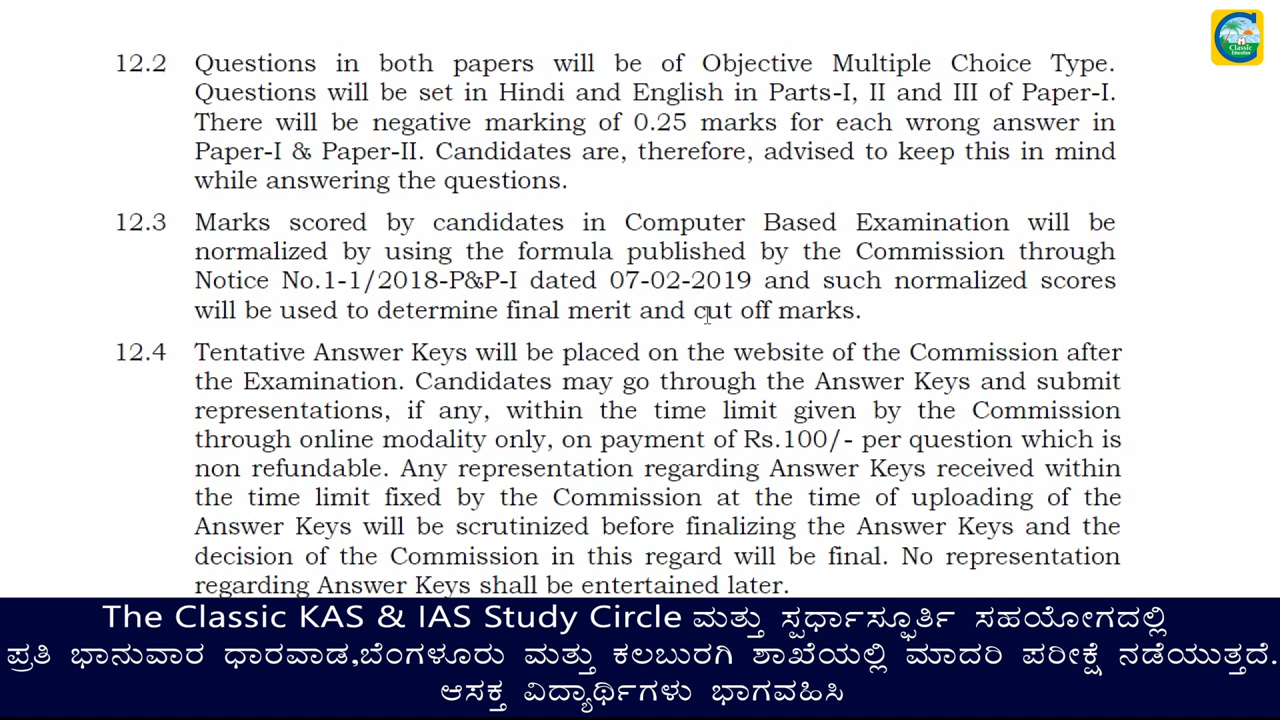 Classic
Education
12.2 Questions in both papers will be of Objective Multiple Choice Type.
Questions will be set in Hindi and English in Parts-I, II and III of Paper-I.
There will be negative marking of 0.25 marks for each wrong answer in
Paper-I & Paper-II. Candidates are, therefore, advised to keep this in mind
while answering the questions.
12.3 Marks scored by candidates in Computer Based Examination will be
normalized by using the formula published by the Commission through
Notice No.1-1/2018-P&P-I dated 07-02-2019 and such normalized scores
will be used to determine final merit and cut off marks.
12.4 Tentative Answer Keys will be placed on the website of the Commission after
the Examination. Candidates may go through the Answer Keys and submit
representations, if any, within the time limit given by the Commission
through online modality only, on payment of Rs.100/- per question which is
non refundable. Any representation regarding Answer Keys received within
the time limit fixed by the Commission at the time of uploading of the
Answer Keys will be scrutinized before finalizing the Answer Keys and the
decision of the Commission in this regard will be final. No representation
regarding Answer Keys shall be entertained later.
The Classic KAS & IAS Study Circle ಮತ್ತು ಸ್ಪರ್ಧಾಸ್ಫೂರ್ತಿ ಸಹಯೋಗದಲ್ಲಿ
ಪ್ರತಿ ಭಾನುವಾರ ಧಾರವಾಡ,ಬೆಂಗಳೂರು ಮತ್ತು ಕಲಬುರಗಿ ಶಾಖೆಯಲ್ಲಿ ಮಾದರಿ ಪರೀಕ್ಷೆ ನಡೆಯುತ್ತದೆ.
ಆಸಕ್ತ ವಿದ್ಯಾರ್ಥಿಗಳು ಭಾಗವಹಿಸಿ